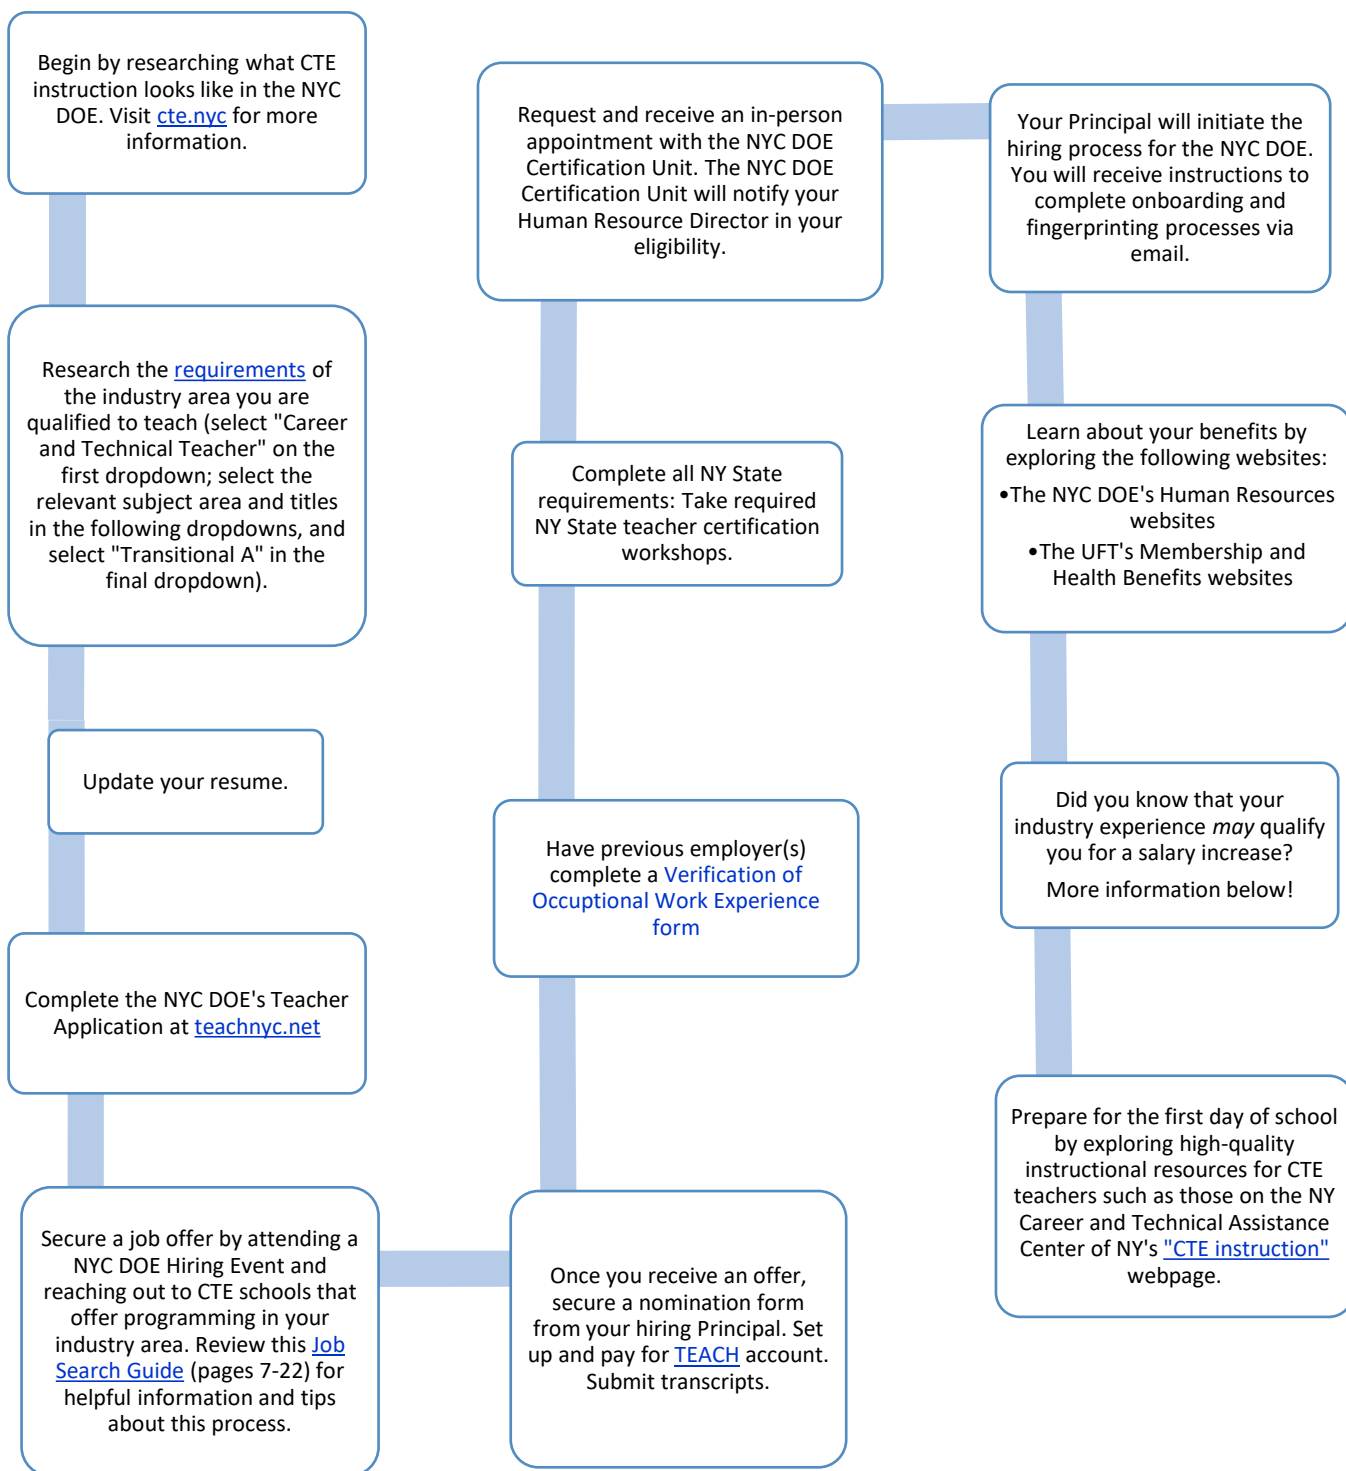 Begin by researching what CTE
instruction looks like in the NYC
DOE. Visit cte.nyc for more
information.
Research the requirements of
the industry area you are
qualified to teach (select "Career
and Technical Teacher" on the
first dropdown; select the
relevant subject area and titles
in the following dropdowns, and
select "Transitional A" in the
final dropdown).
Update your resume.
Complete the NYC DOE's Teacher
Application at teachnyc.net
Secure a job offer by attending a
NYC DOE Hiring Event and
reaching out to CTE schools that
offer programming in your
industry area. Review this Job
Search Guide (pages 7-22) for
helpful information and tips
about this process.
Once you receive an offer,
secure a nomination form
from your hiring Principal. Set
up and pay for TEACH account.
Submit transcripts.
Have previous employer(s)
complete a Verification of
Occuptional Work Experience
form
Complete all NY State
requirements: Take required
NY State teacher certification
workshops.
Request and receive an in-person
appointment with the NYC DOE
Certification Unit. The NYC DOE
Certification Unit will notify your
Human Resource Director in your
eligibility.
Your Principal will initiate the
hiring process for the NYC DOE.
You will receive instructions to
complete onboarding and
fingerprinting processes via
email.
Learn about your benefits by
exploring the following websites:
•The NYC DOE's Human Resources
websites
•The UFT's Membership and
Health Benefits websites
Did you know that your
industry experience may qualify
you for a salary increase?
More information below!
Prepare for the first day of school
by exploring high-quality
instructional resources for CTE
teachers such as those on the NY
Career and Technical Assistance
Center of NY's "CTE instruction"
webpage.